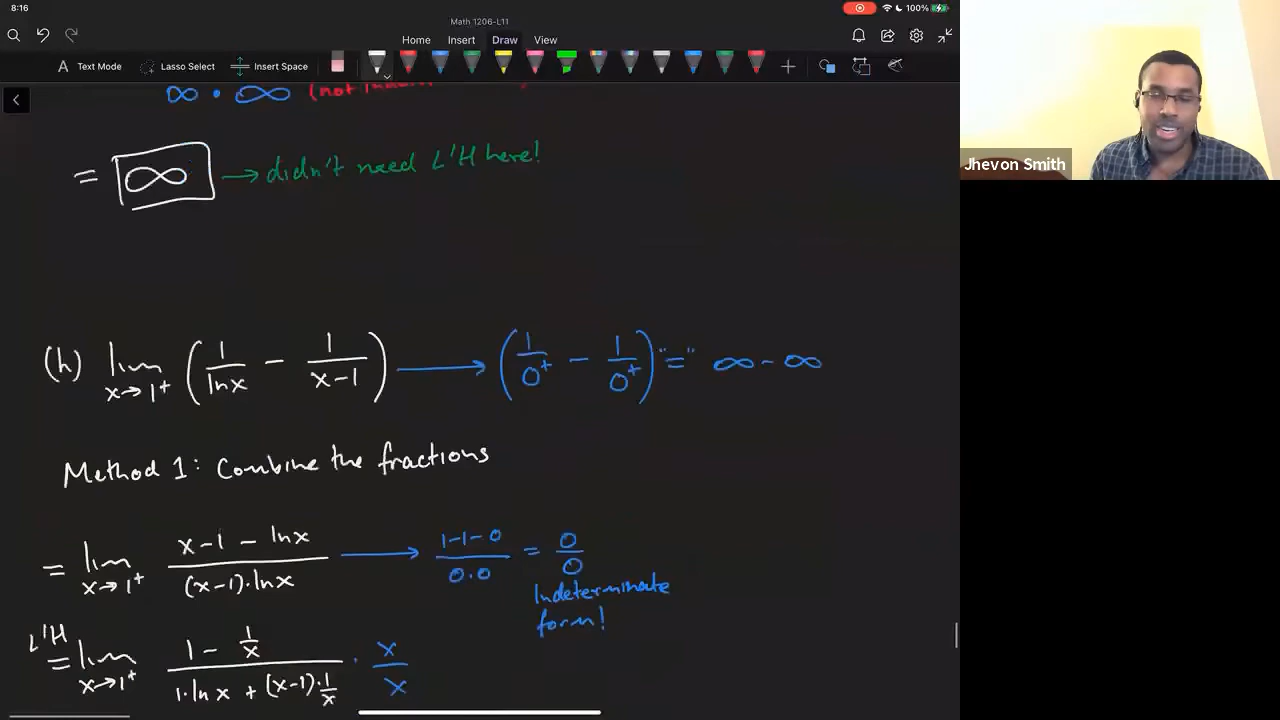 8:16
100%
Math 1206-L11
Home Insert Draw View
Text Mode Lasso Select Insert Space
Jhevon Smith
∞ · ∞ (not
= ∞ → didn't need L'H here!
(h) lim x→1⁺ (1/lnx − 1/(x−1)) → (1/0⁺ − 1/0⁺) "=" ∞ − ∞
Method 1: Combine the fractions
= lim x→1⁺ (x−1−lnx)/((x−1)·lnx) → (1−1−0)/(0·0) = 0/0
Indeterminate
form!
L'H
= lim x→1⁺ (1 − 1/x)/(1·lnx + (x−1)·1/x) · x/x